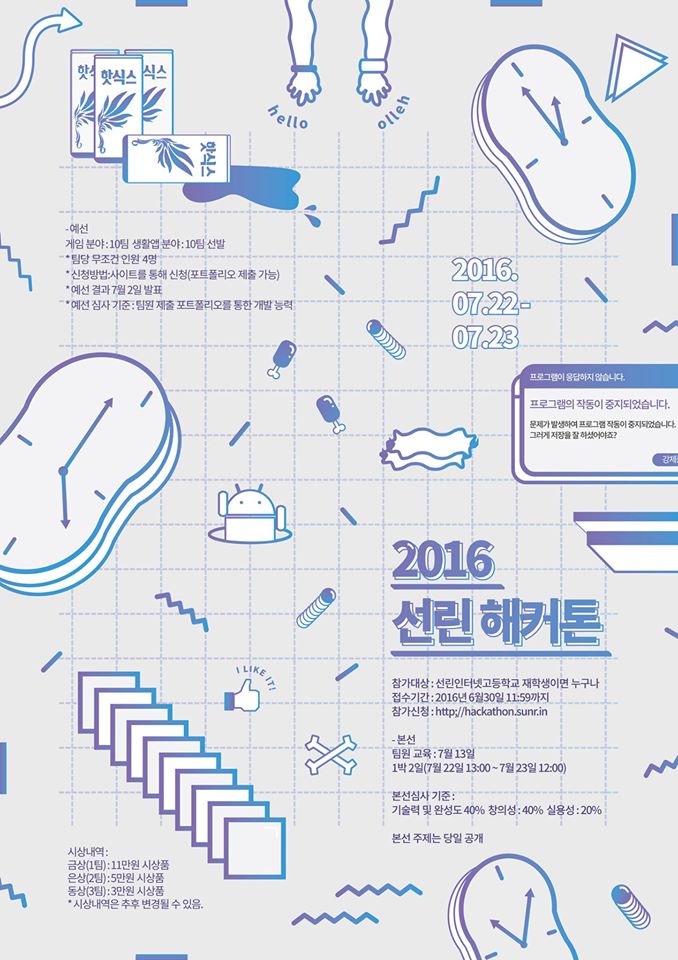 핫식스
핫식스
핫식스
핫식스
hello
olleh
- 예선
게임 분야 : 10팀 생활앱 분야 : 10팀 선발
* 팀당 무조건 인원 4명
* 신청방법:사이트를 통해 신청(포트폴리오 제출 가능)
* 예선 결과 7월 2일 발표
* 예선 심사 기준 : 팀원 제출 포트폴리오를 통한 개발 능력
2016.
07.22-
07.23
프로그램이 응답하지 않습니다.
프로그램의 작동이 중지되었습니다.
문제가 발생하여 프로그램 작동이 중지되었습니다.
그러게 저장을 잘 하셨어야죠?
강제
2016
선린 해커톤
참가대상 : 선린인터넷고등학교 재학생이면 누구나
접수기간 : 2016년 6월30일 11:59까지
참가신청 : http://hackathon.sunr.in
- 본선
팀원 교육 : 7월 13일
1박 2일(7월 22일 13:00 ~ 7월 23일 12:00)
본선심사 기준 :
기술력 및 완성도 40% 창의성 : 40% 실용성 : 20%
본선 주제는 당일 공개
I LIKE IT!
시상내역 :
금상(1팀) : 11만원 시상품
은상(2팀) : 5만원 시상품
동상(3팀) : 3만원 시상품
* 시상내역은 추후 변경될 수 있음.